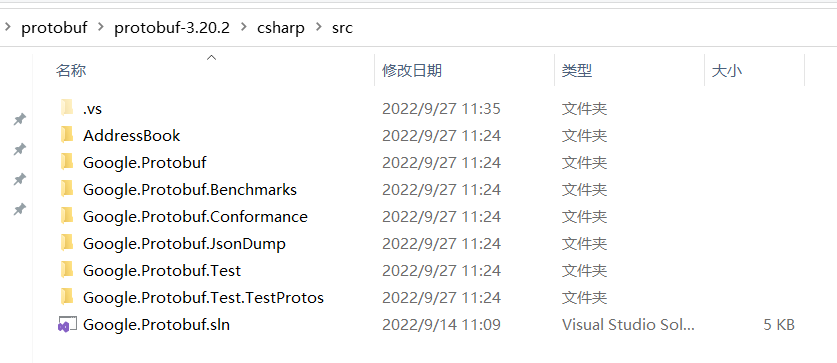 protobuf > protobuf-3.20.2 > csharp > src
名称 修改日期 类型 大小
.vs 2022/9/27 11:35 文件夹
AddressBook 2022/9/27 11:24 文件夹
Google.Protobuf 2022/9/27 11:24 文件夹
Google.Protobuf.Benchmarks 2022/9/27 11:24 文件夹
Google.Protobuf.Conformance 2022/9/27 11:24 文件夹
Google.Protobuf.JsonDump 2022/9/27 11:24 文件夹
Google.Protobuf.Test 2022/9/27 11:24 文件夹
Google.Protobuf.Test.TestProtos 2022/9/27 11:24 文件夹
Google.Protobuf.sln 2022/9/14 11:09 Visual Studio Sol... 5 KB